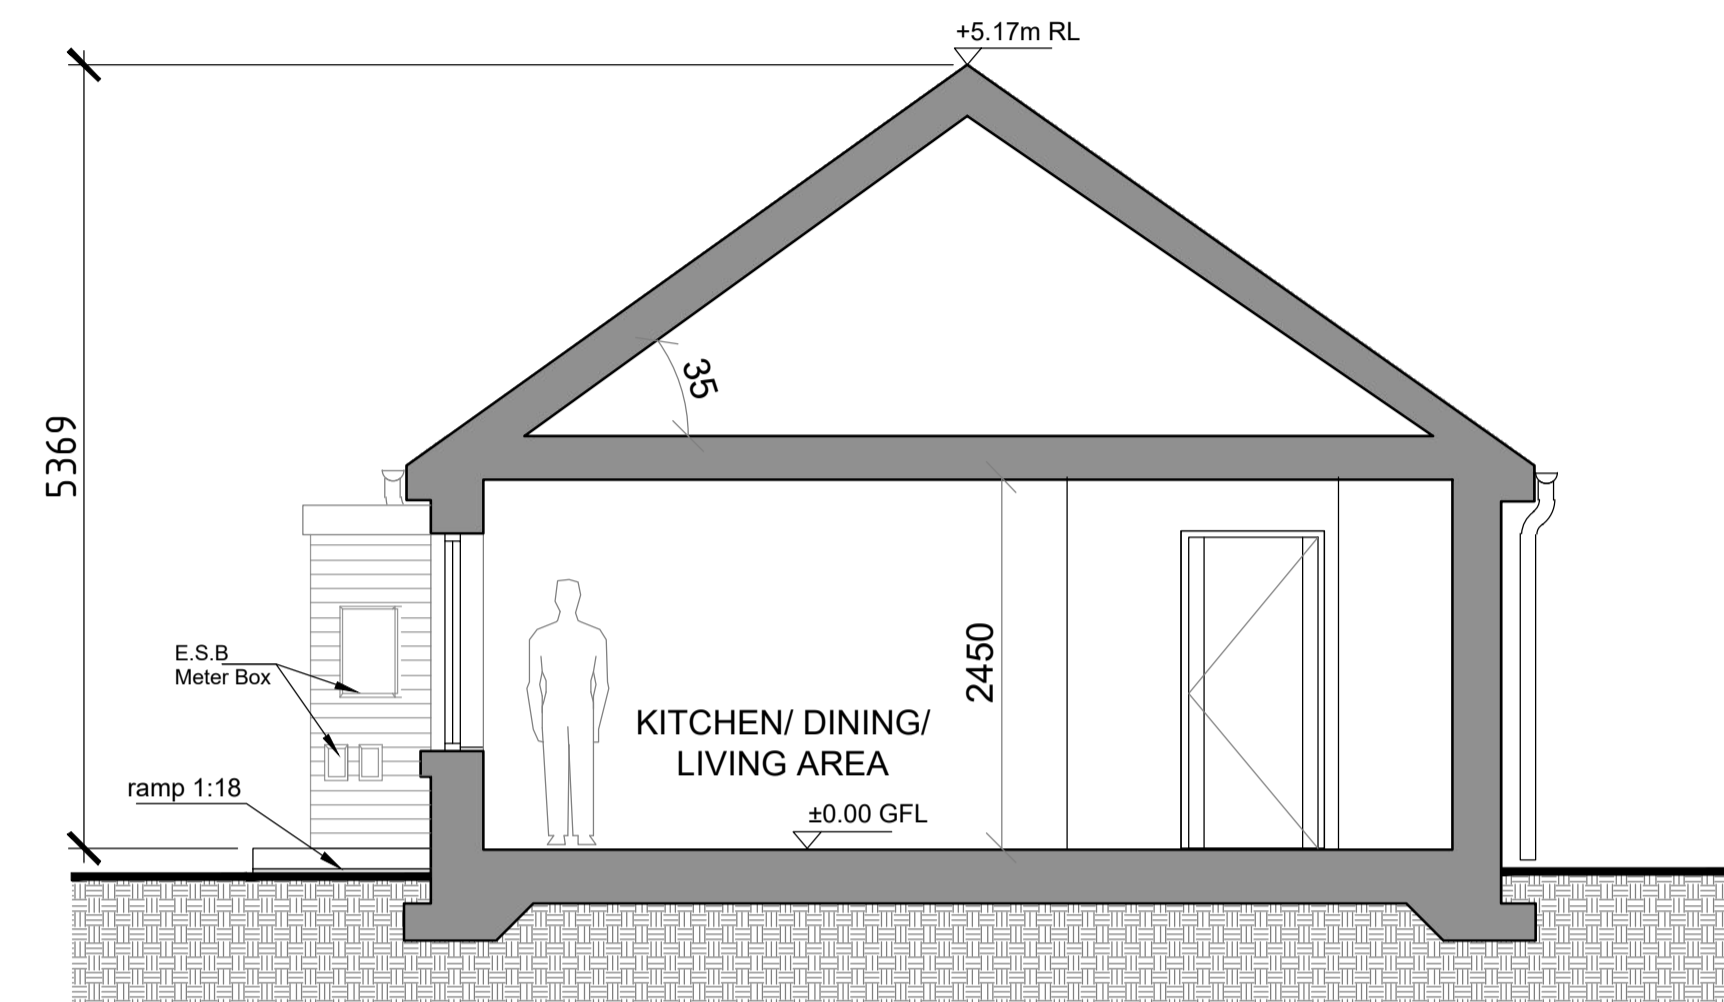 +5.17m RL
35
5369
2450
E.S.B
Meter Box
KITCHEN/ DINING/
LIVING AREA
ramp 1:18
±0.00 GFL